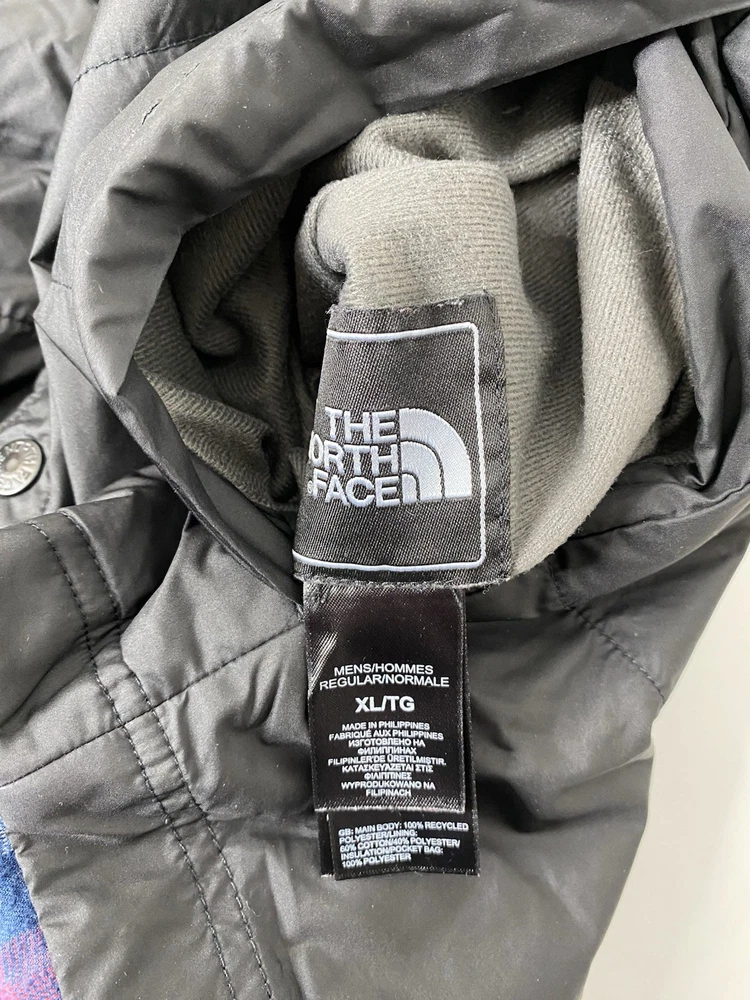 THE
ORTH
FACE
MENS/HOMMES
REGULAR/NORMALE
XL/TG
MADE IN PHILIPPINES
FABRIQUÉ AUX PHILIPPINES
ИЗГОТОВЛЕНО НА
ФИЛИППИНАХ
FILIPINLER'DE ÜRETILMIŞTIR.
ΚΑΤΑΣΚΕΥΑΖΕΤΑΙ ΣΤΙΣ
ΦΙΛΙΠΠΙΝΕΣ
WYPRODUKOWANO NA
FILIPINACH
GB: MAIN BODY: 100% RECYCLED
POLYESTER/LINING:
60% COTTON/40% POLYESTER/
INSULATION/POCKET BAG:
100% POLYESTER